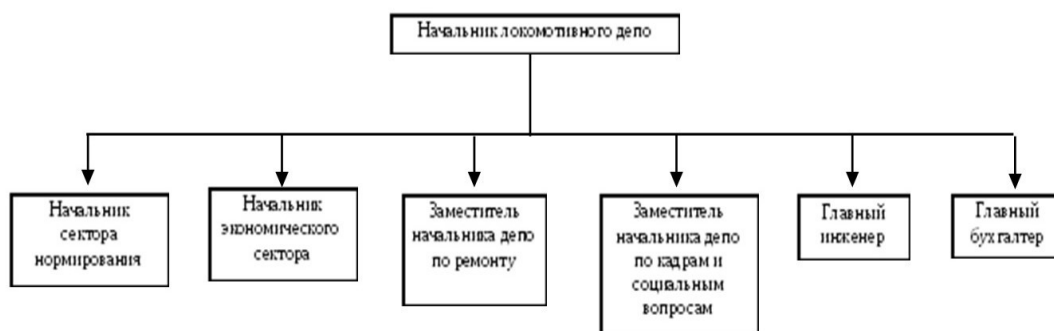 Начальник локомотивного депо
Начальник
сектора
нормирования
Начальник
экономического
сектора
Заместитель
начальника депо
по ремонту
Заместитель
начальника депо
по кадрам и
социальным
вопросам
Главный
инженер
Главный
бухгалтер